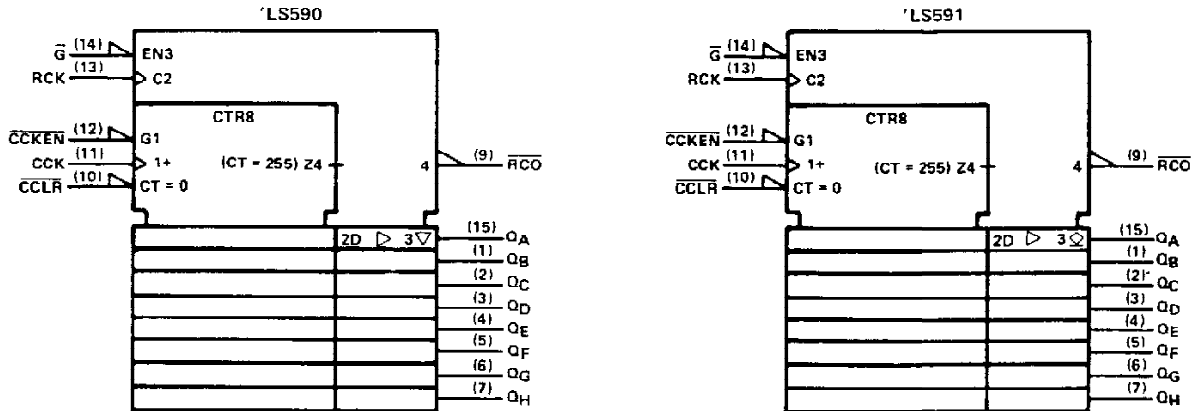 'LS590
G̅ (14) EN3
RCK (13) C2
CTR8
C̅C̅K̅E̅N̅ (12) G1
CCK (11) 1+ (CT = 255) Z4 4 (9) R̅C̅O̅
C̅C̅L̅R̅ (10) CT = 0
2D ▷ 3▽ (15) QA
(1) QB
(2) QC
(3) QD
(4) QE
(5) QF
(6) QG
(7) QH
'LS591
G̅ (14) EN3
RCK (13) C2
CTR8
C̅C̅K̅E̅N̅ (12) G1
CCK (11) 1+ (CT = 255) Z4 4 (9) R̅C̅O̅
C̅C̅L̅R̅ (10) CT = 0
2D ▷ 3◇ (15) QA
(1) QB
(2) QC
(3) QD
(4) QE
(5) QF
(6) QG
(7) QH